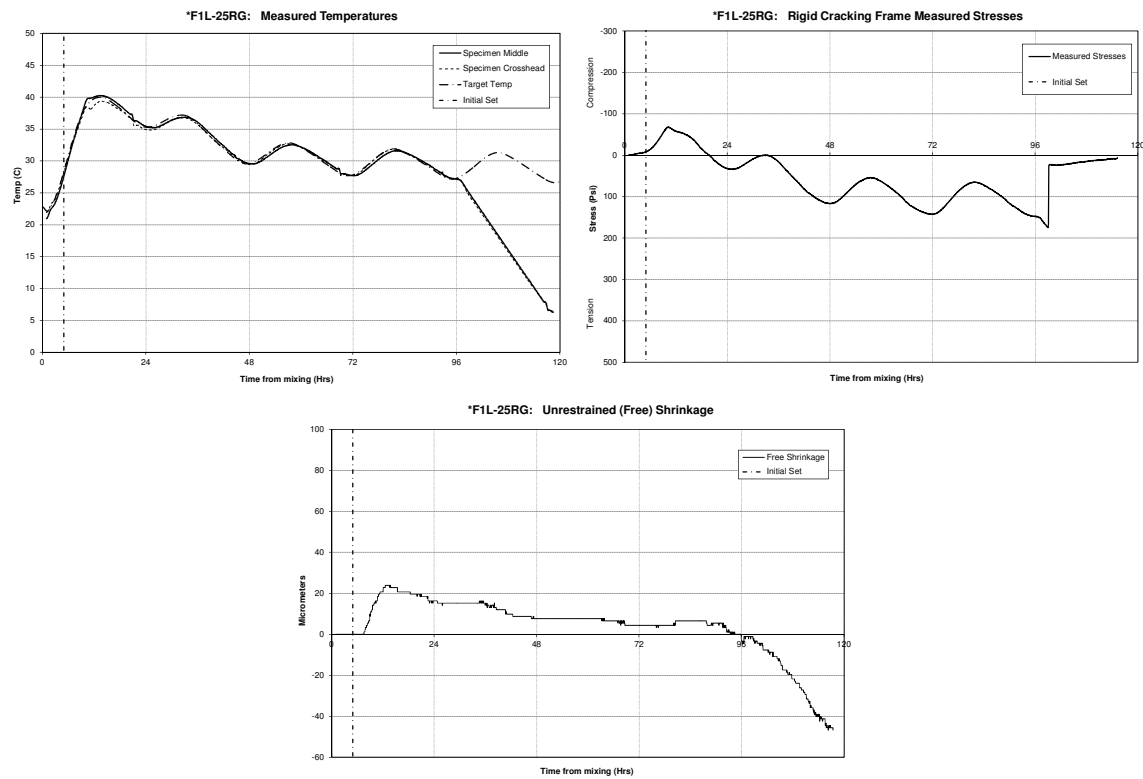 *F1L-25RG: Measured Temperatures
50
45
40
35
30
25
20
15
10
5
0
Temp (C)
0 24 48 72 96 120
Time from mixing (Hrs)
Specimen Middle
Specimen Crosshead
Target Temp
Initial Set
*F1L-25RG: Rigid Cracking Frame Measured Stresses
-300
-200
-100
0
100
200
300
400
500
Compression
Stress (Psi)
Tension
0 24 48 72 96 120
Time from mixing (Hrs)
Measured Stresses
Initial Set
*F1L-25RG: Unrestrained (Free) Shrinkage
100
80
60
40
20
0
-20
-40
-60
Micrometers
0 24 48 72 96 120
Time from mixing (Hrs)
Free Shrinkage
Initial Set